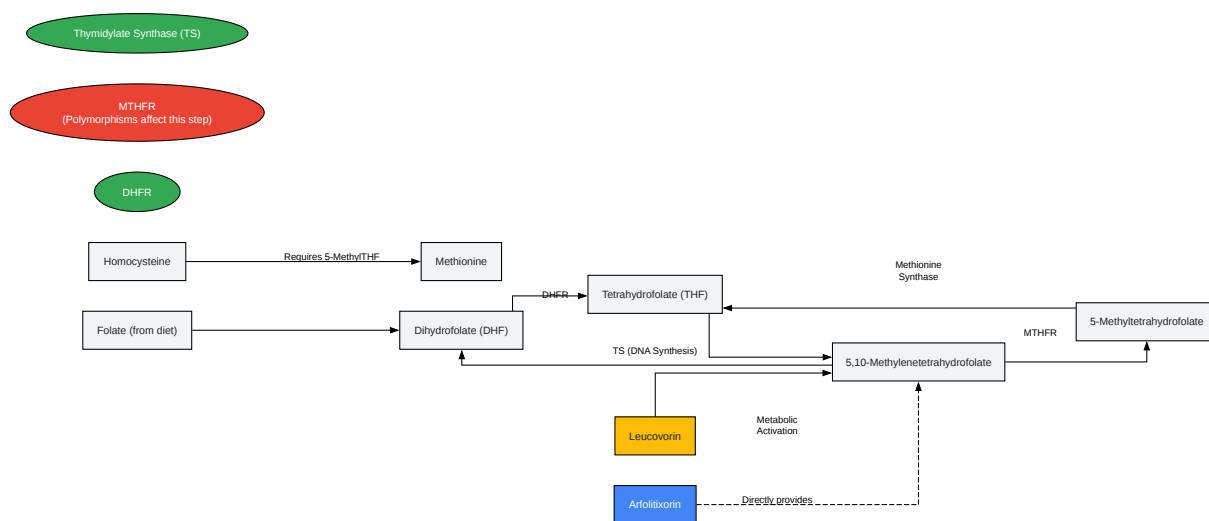 Thymidylate Synthase (TS)
MTHFR
(Polymorphisms affect this step)
DHFR
Homocysteine
Requires 5-MethylTHF
Methionine
Methionine
Synthase
DHFR
Tetrahydrofolate (THF)
5-Methyltetrahydrofolate
Folate (from diet)
Dihydrofolate (DHF)
MTHFR
TS (DNA Synthesis)
5,10-Methylenetetrahydrofolate
Metabolic
Activation
Leucovorin
Arfolitixorin
Directly provides